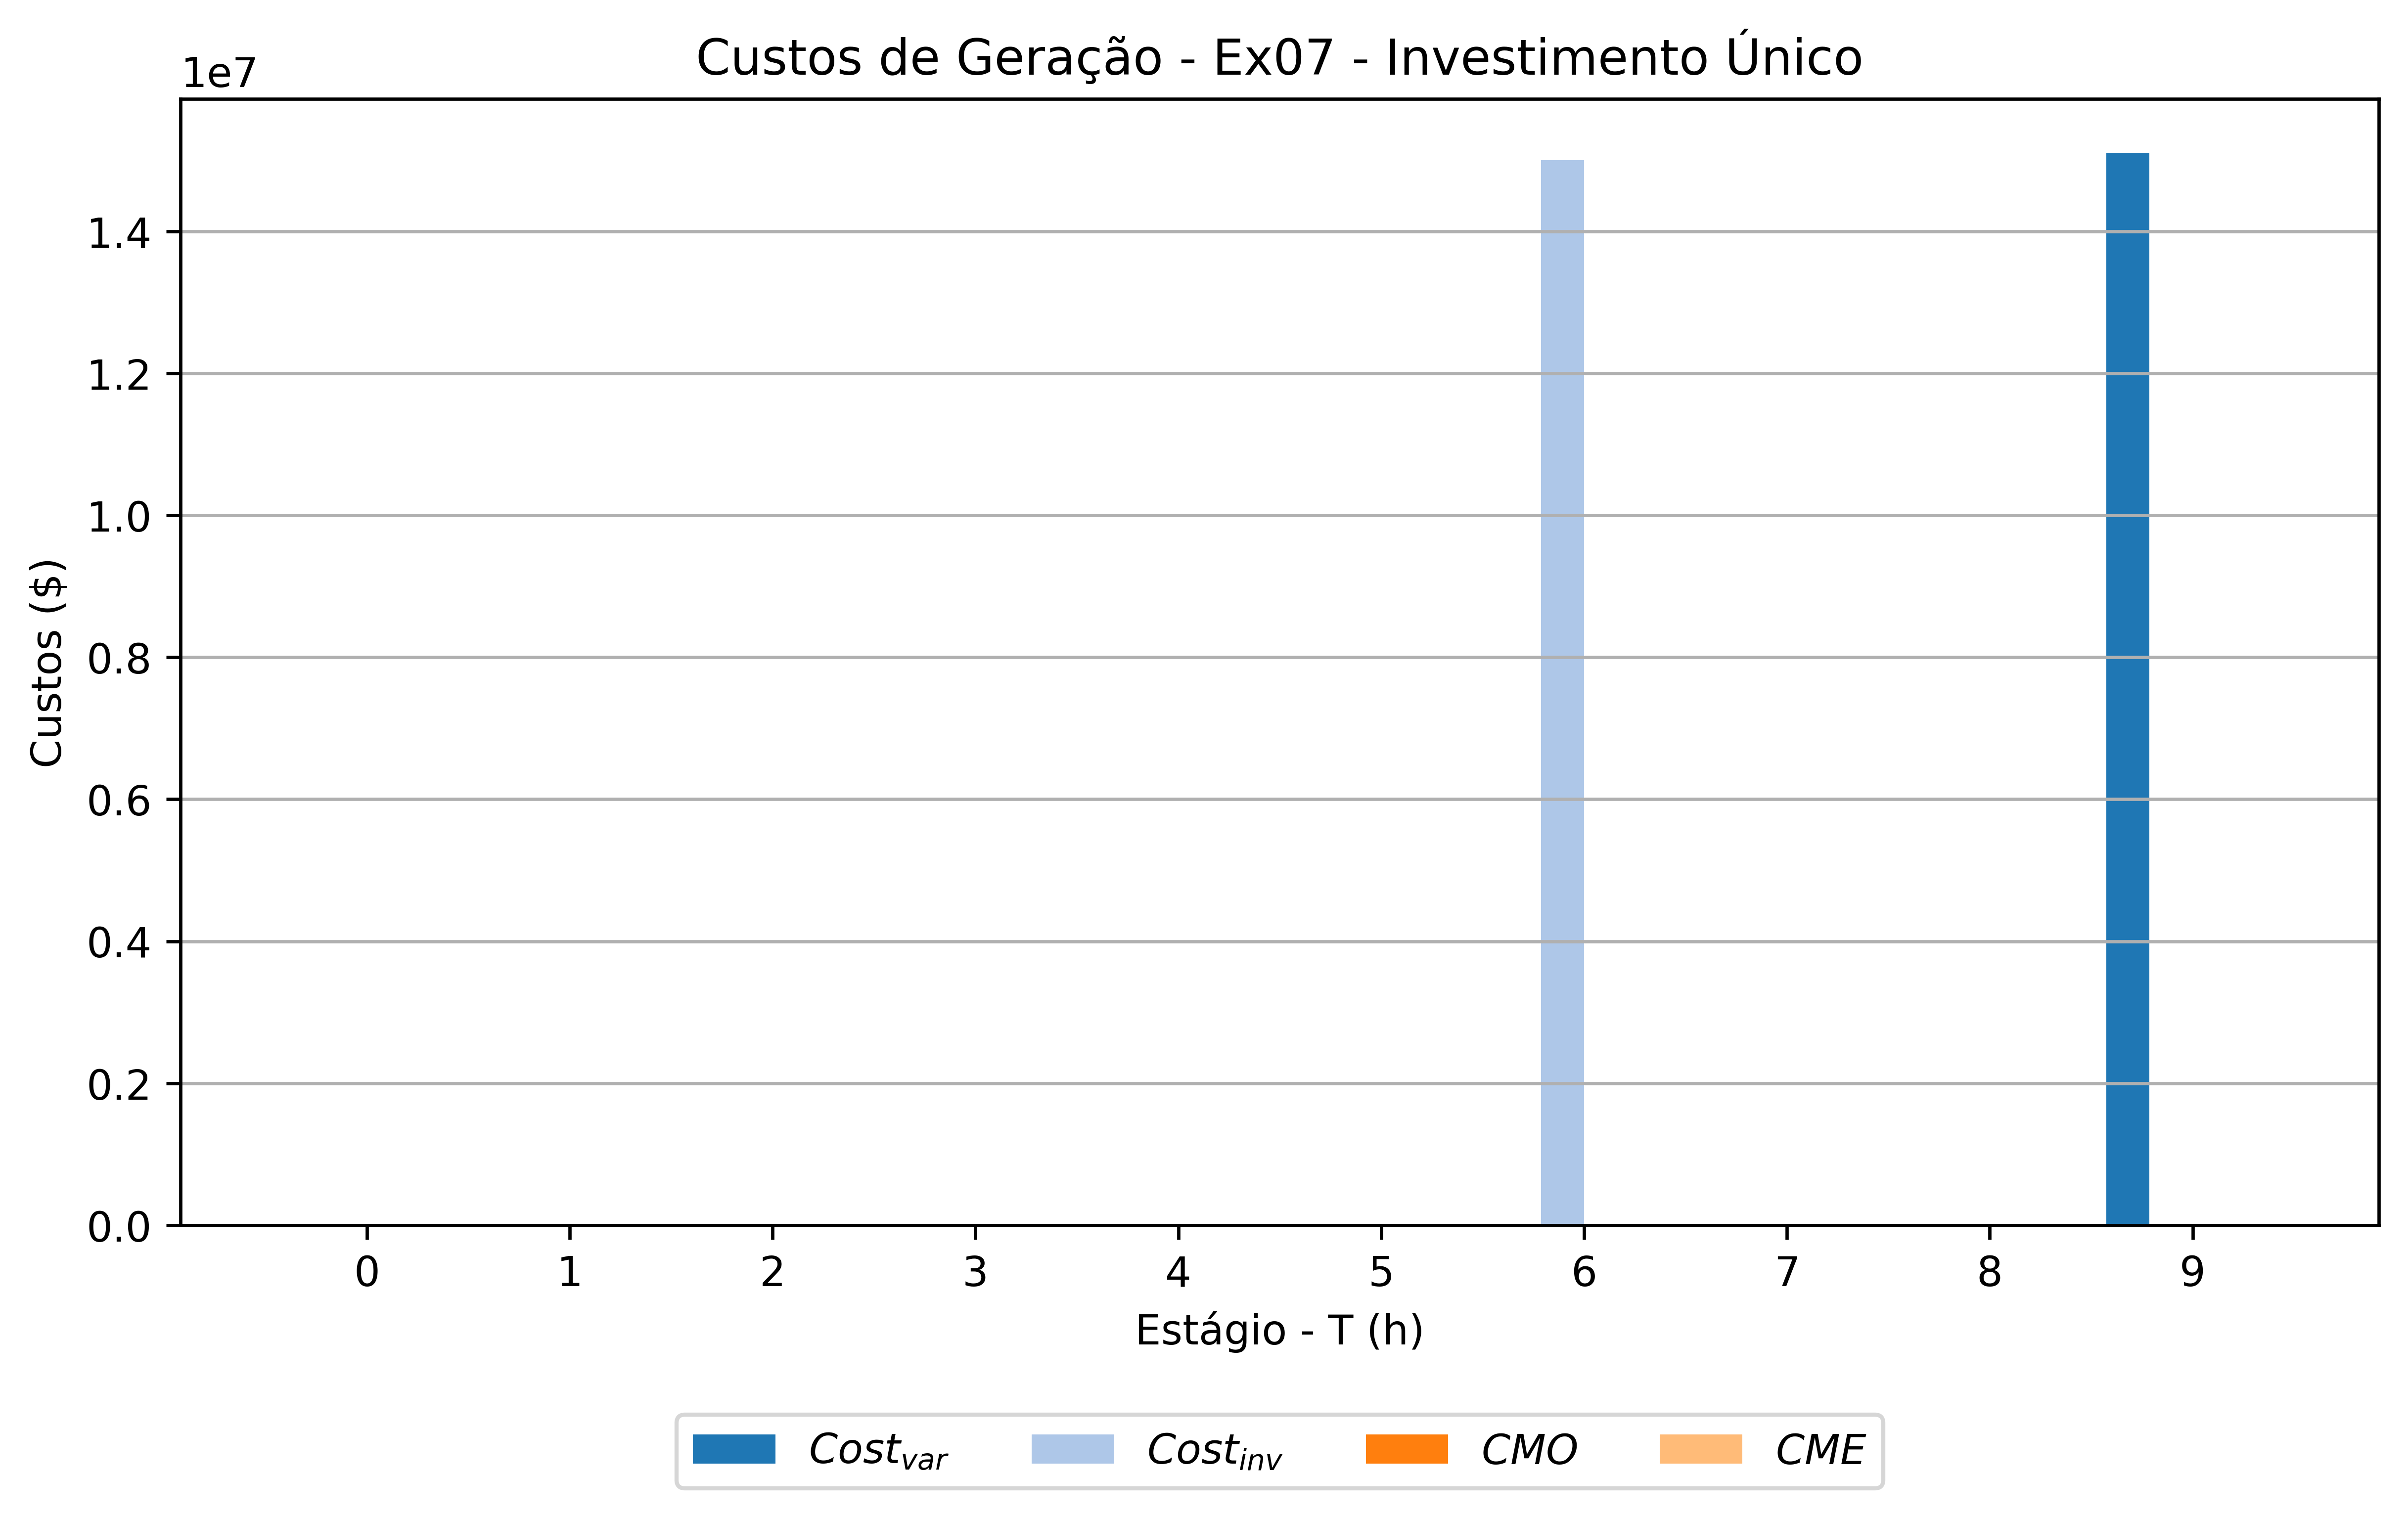 Custos de Geração - Ex07 - Investimento Único
1e7
1.4
1.2
1.0
0.8
0.6
0.4
0.2
0.0
Custos ($)
0 1 2 3 4 5 6 7 8 9
Estágio - T (h)
Cost_var Cost_inv CMO CME